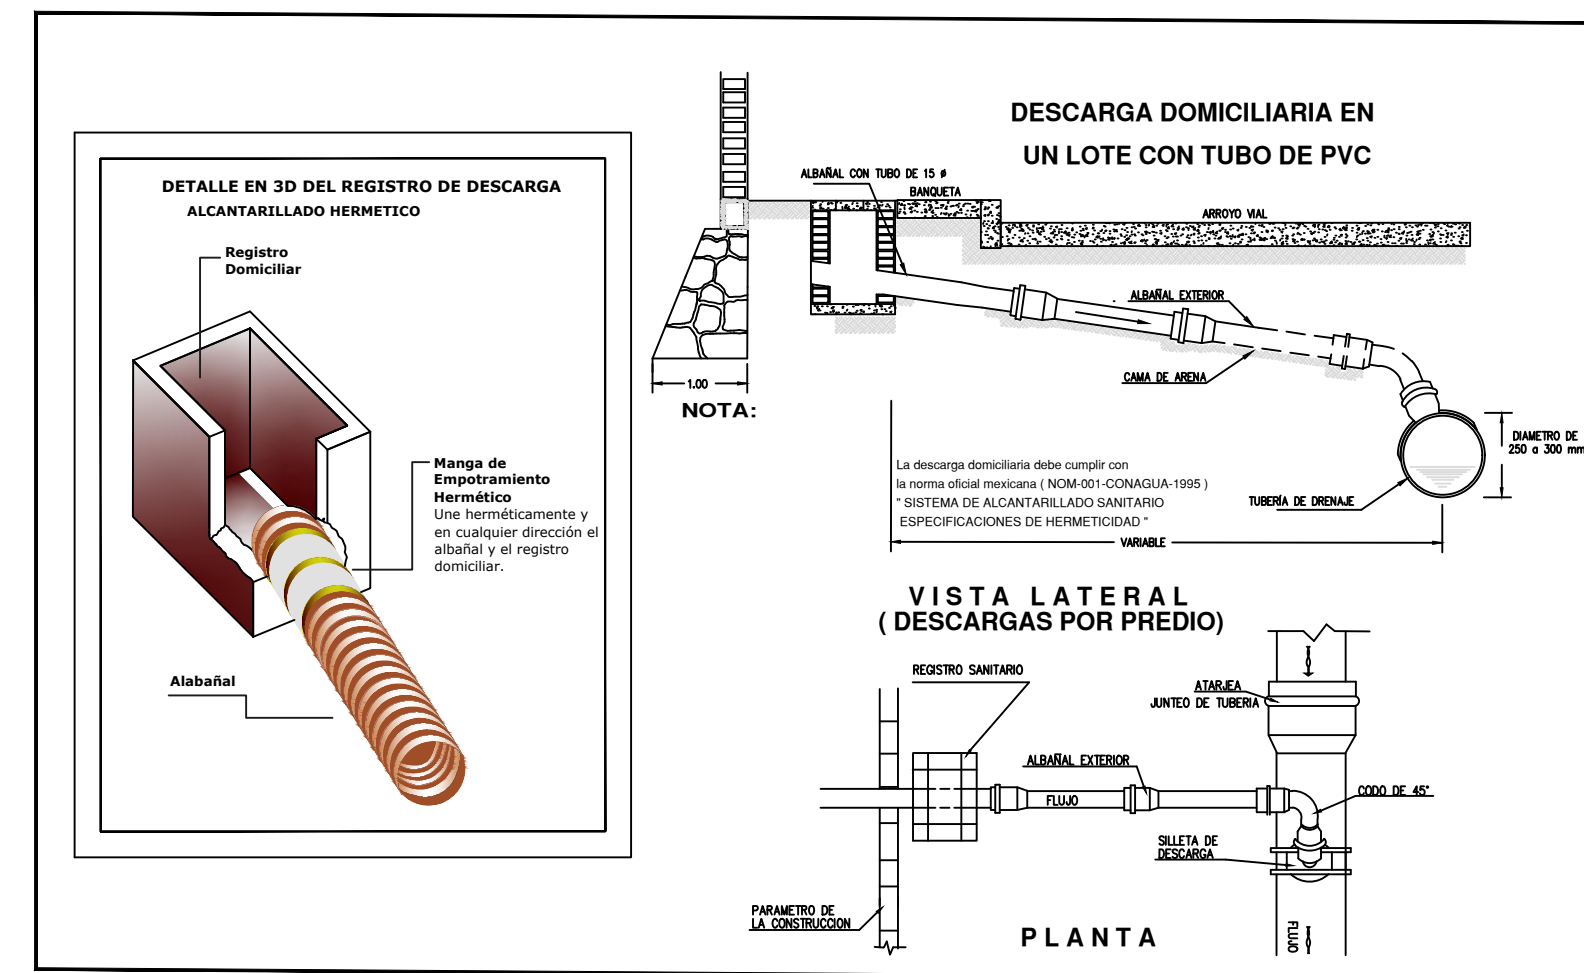 DETALLE EN 3D DEL REGISTRO DE DESCARGA
ALCANTARILLADO HERMETICO
Registro
Domiciliar
Manga de
Empotramiento
Hermético
Une herméticamente y
en cualquier dirección el
albañal y el registro
domiciliar.
Alabañal
DESCARGA DOMICILIARIA EN
UN LOTE CON TUBO DE PVC
ALBAÑAL CON TUBO DE 15 ø
BANQUETA
ARROYO VIAL
ALBAÑAL EXTERIOR
CAMA DE ARENA
1.00
NOTA:
DIAMETRO DE
250 a 300 mm
La descarga domiciliaria debe cumplir con
la norma oficial mexicana ( NOM-001-CONAGUA-1995 )
" SISTEMA DE ALCANTARILLADO SANITARIO
ESPECIFICACIONES DE HERMETICIDAD "
TUBERÍA DE DRENAJE
VARIABLE
VISTA LATERAL
( DESCARGAS POR PREDIO)
REGISTRO SANITARIO
ATARJEA
JUNTEO DE TUBERIA
ALBAÑAL EXTERIOR
FLUJO
CODO DE 45°
SILLETA DE
DESCARGA
PARAMETRO DE
LA CONSTRUCCION
PLANTA
FLUJO